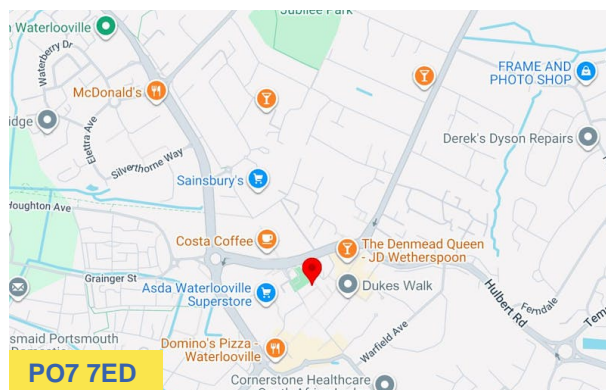 Jubilee Park
Waterlooville
Waterberry Dr
McDonald's
FRAME AND
PHOTO SHOP
Elettra Ave
idge
Derek's Dyson Repairs
Silverthorne Way
Sainsbury's
Houghton Ave
Costa Coffee
The Denmead Queen
- JD Wetherspoon
Grainger St
Asda Waterlooville
Superstore
Dukes Walk
Hulbert Rd
Ferndale
smaid Portsmouth
Domino's Pizza -
Waterlooville
Warfield Ave
PO7 7ED
Cornerstone Healthcare